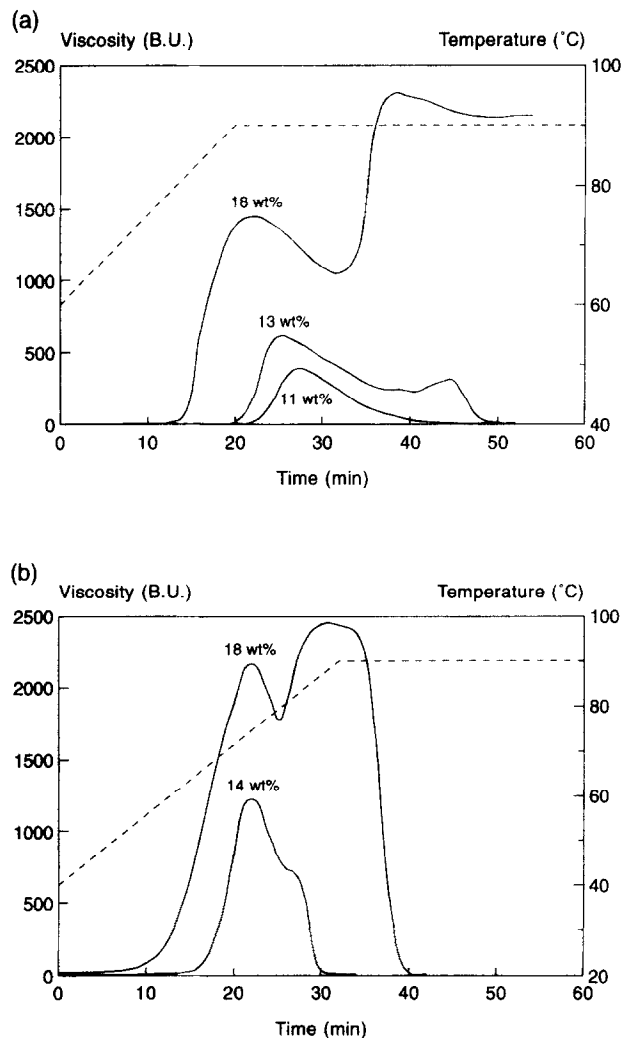 (a)
Viscosity (B.U.)
Temperature (°C)
2500
2000
1500
1000
500
0
100
80
60
40
18 wt%
13 wt%
11 wt%
0 10 20 30 40 50 60
Time (min)
(b)
Viscosity (B.U.)
Temperature (°C)
2500
2000
1500
1000
500
0
100
80
60
40
20
18 wt%
14 wt%
0 10 20 30 40 50 60
Time (min)